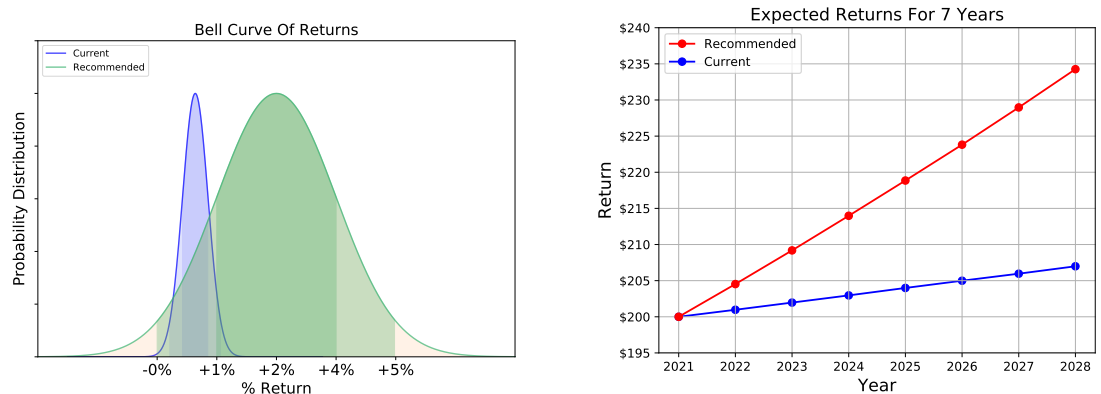 Bell Curve Of Returns
Current
Recommended
Probability Distribution
-0% +1% +2% +4% +5%
% Return
Expected Returns For 7 Years
Recommended
Current
$240
$235
$230
$225
$220
$215
$210
$205
$200
$195
Return
2021 2022 2023 2024 2025 2026 2027 2028
Year